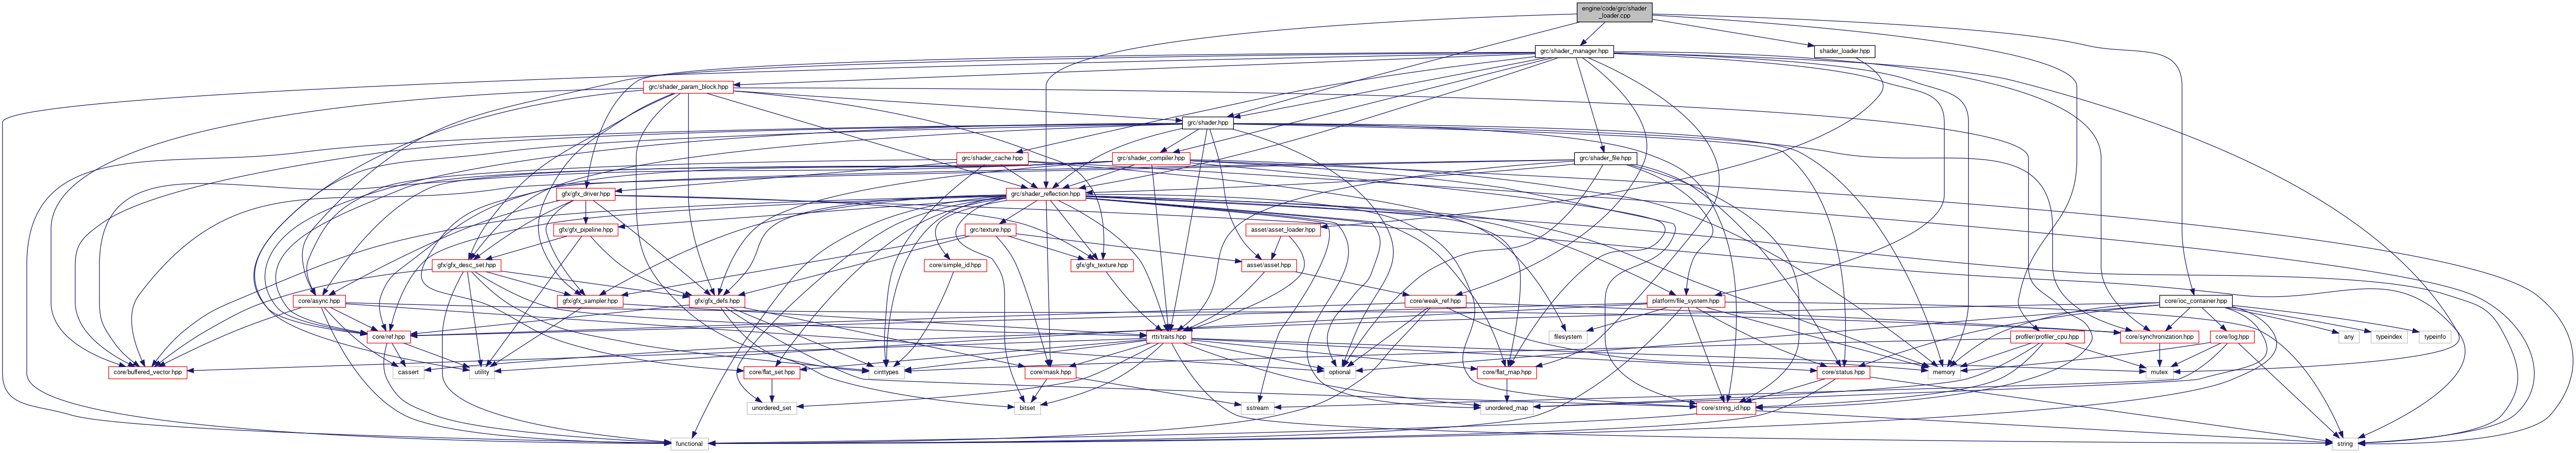 engine/code/grc/shader
_loader.cpp
grc/shader_manager.hpp
shader_loader.hpp
grc/shader_param_block.hpp
grc/shader.hpp
grc/shader_cache.hpp
grc/shader_compiler.hpp
grc/shader_file.hpp
gfx/gfx_driver.hpp
grc/shader_reflection.hpp
gfx/gfx_pipeline.hpp
grc/texture.hpp
asset/asset_loader.hpp
gfx/gfx_desc_set.hpp
core/simple_id.hpp
gfx/gfx_texture.hpp
asset/asset.hpp
core/async.hpp
gfx/gfx_sampler.hpp
gfx/gfx_defs.hpp
core/weak_ref.hpp
platform/file_system.hpp
core/ioc_container.hpp
core/ref.hpp
rtti/traits.hpp
filesystem
profiler/profiler_cpu.hpp
core/synchronization.hpp
core/log.hpp
any
typeindex
typeinfo
core/buffered_vector.hpp
cassert
utility
core/flat_set.hpp
cinttypes
core/mask.hpp
optional
core/flat_map.hpp
core/status.hpp
memory
mutex
unordered_set
bitset
sstream
unordered_map
core/string_id.hpp
functional
string